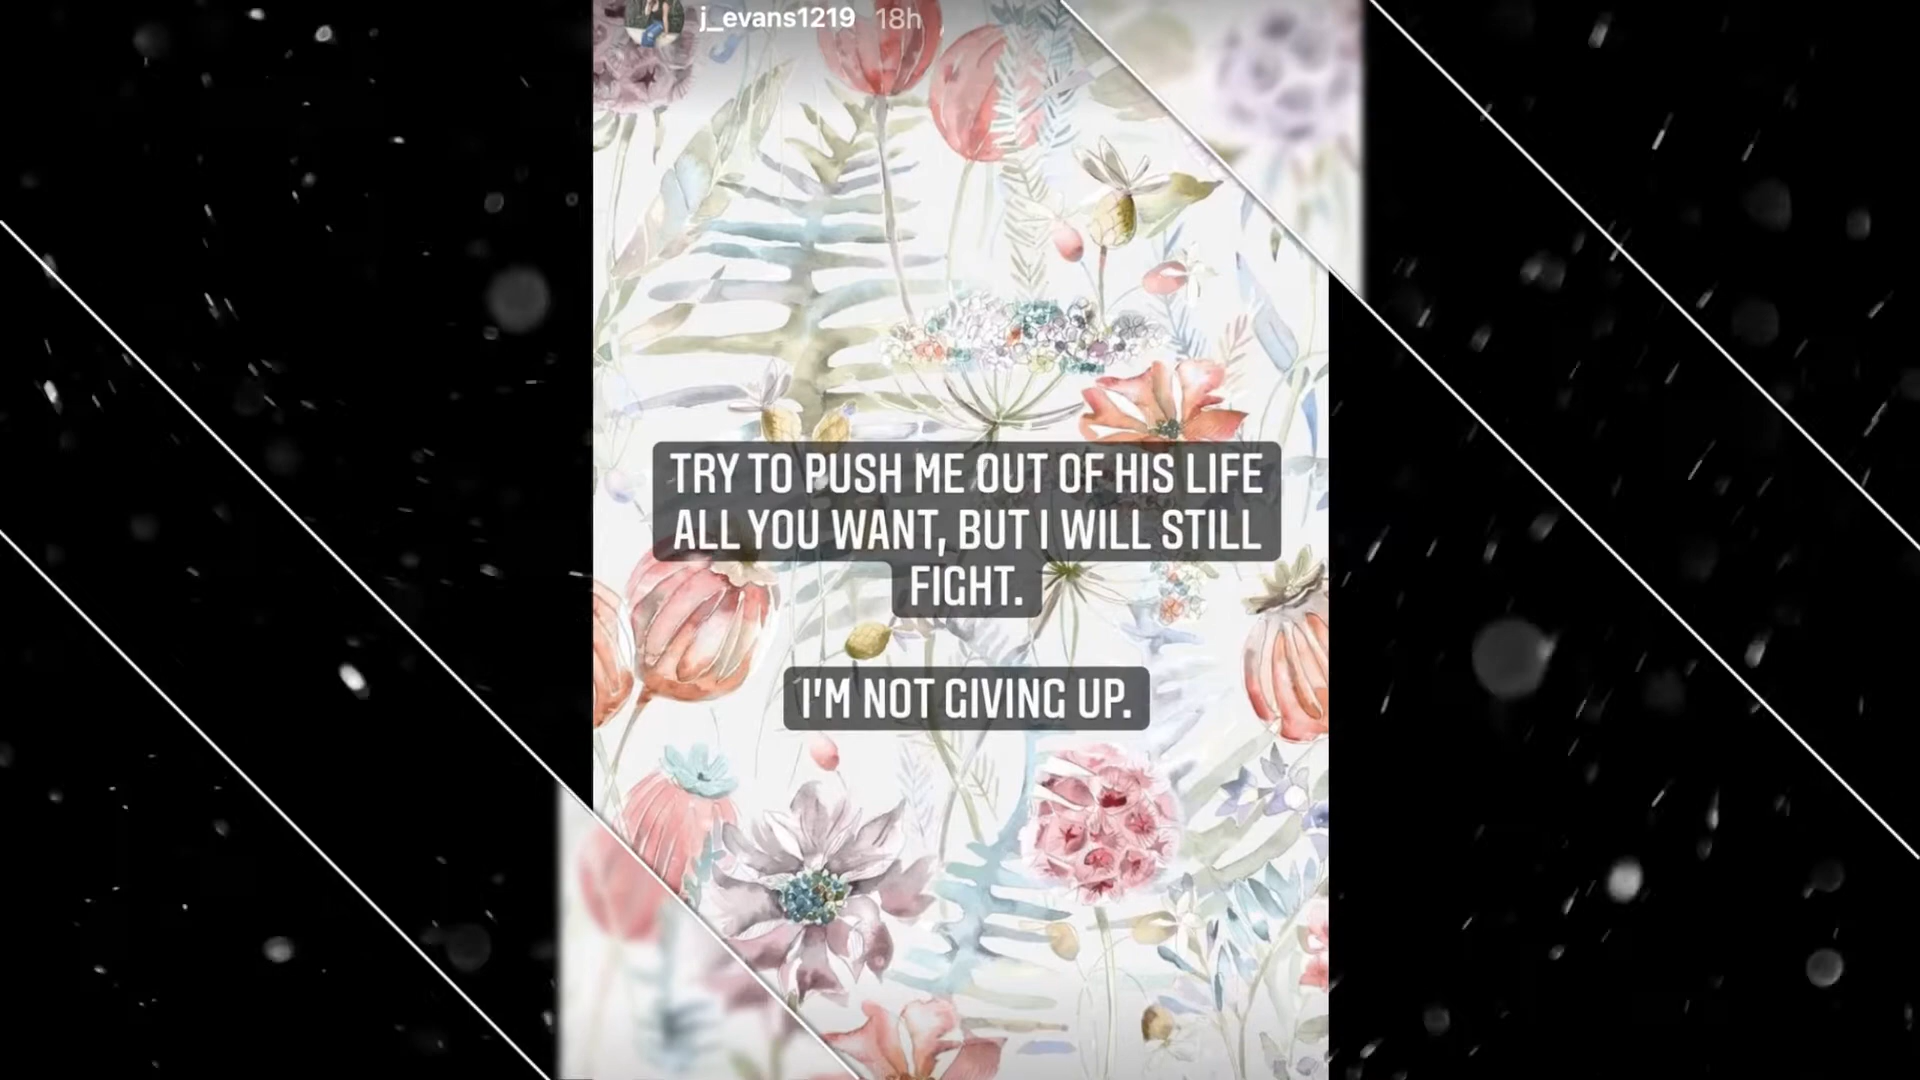 j_evans1219 18h
TRY TO PUSH ME OUT OF HIS LIFE
ALL YOU WANT, BUT I WILL STILL
FIGHT.
I'M NOT GIVING UP.